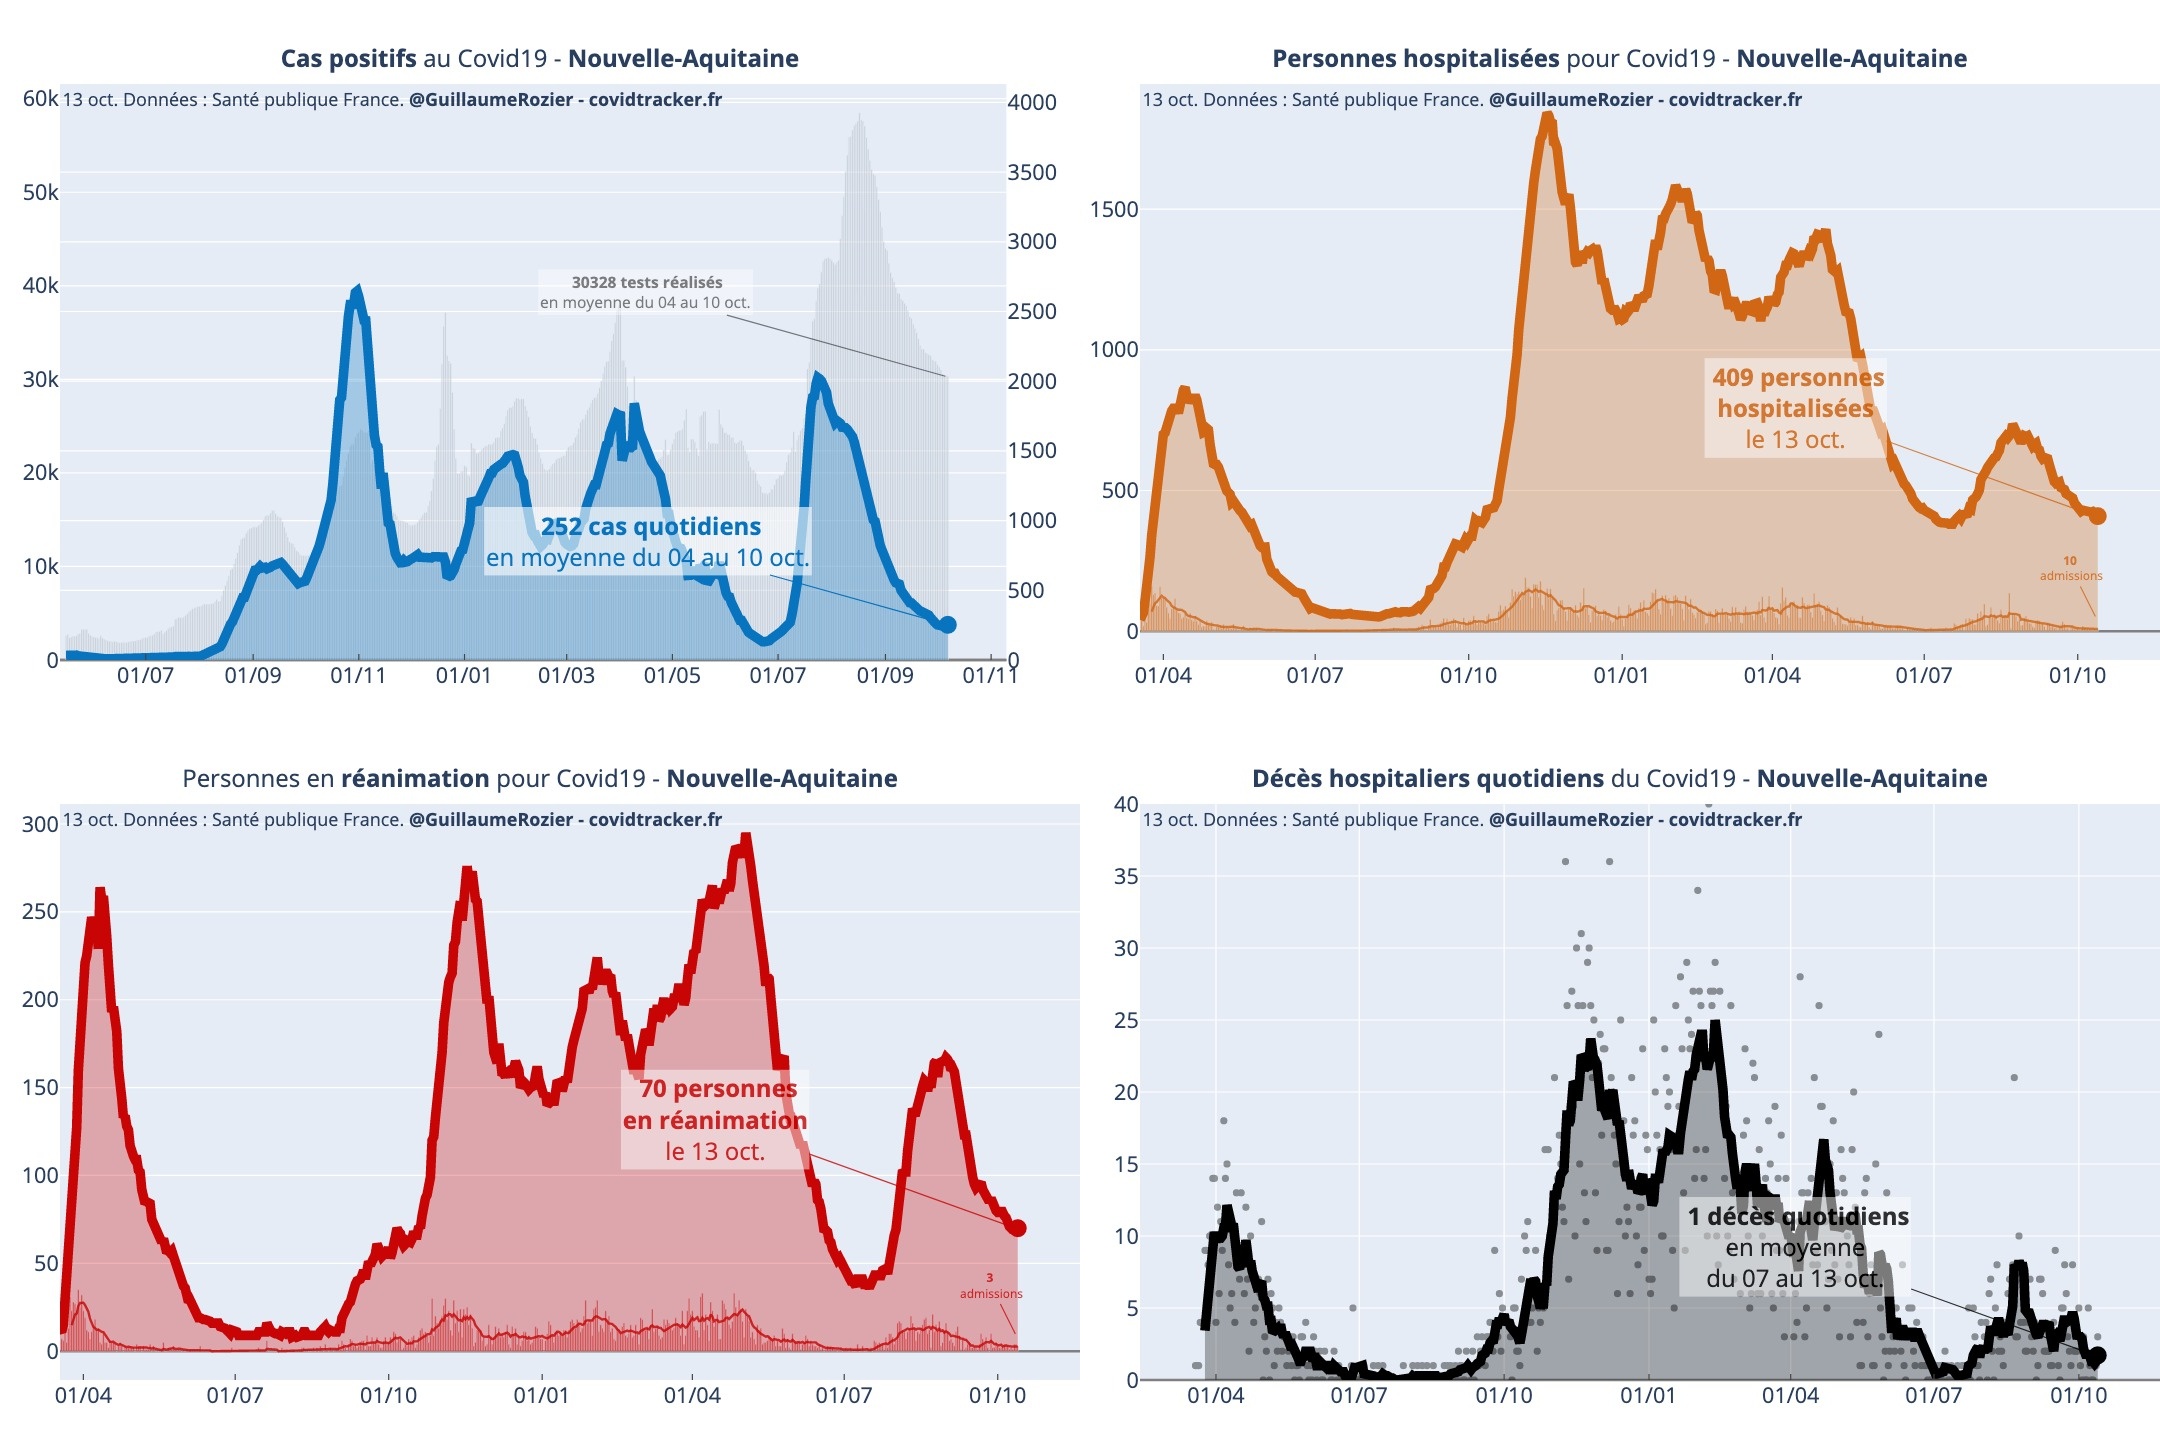 Cas positifs au Covid19 - Nouvelle-Aquitaine
13 oct. Données : Santé publique France. @GuillaumeRozier - covidtracker.fr
60k
50k
40k
30k
20k
10k
0
4000
3500
3000
2500
2000
1500
1000
500
0
30328 tests réalisés
en moyenne du 04 au 10 oct.
252 cas quotidiens
en moyenne du 04 au 10 oct.
01/07 01/09 01/11 01/01 01/03 01/05 01/07 01/09 01/11
Personnes hospitalisées pour Covid19 - Nouvelle-Aquitaine
13 oct. Données : Santé publique France. @GuillaumeRozier - covidtracker.fr
1500
1000
500
0
409 personnes
hospitalisées
le 13 oct.
10
admissions
01/04 01/07 01/10 01/01 01/04 01/07 01/10
Personnes en réanimation pour Covid19 - Nouvelle-Aquitaine
13 oct. Données : Santé publique France. @GuillaumeRozier - covidtracker.fr
300
250
200
150
100
50
0
70 personnes
en réanimation
le 13 oct.
3
admissions
01/04 01/07 01/10 01/01 01/04 01/07 01/10
Décès hospitaliers quotidiens du Covid19 - Nouvelle-Aquitaine
13 oct. Données : Santé publique France. @GuillaumeRozier - covidtracker.fr
40
35
30
25
20
15
10
5
0
1 décès quotidiens
en moyenne
du 07 au 13 oct.
01/04 01/07 01/10 01/01 01/04 01/07 01/10